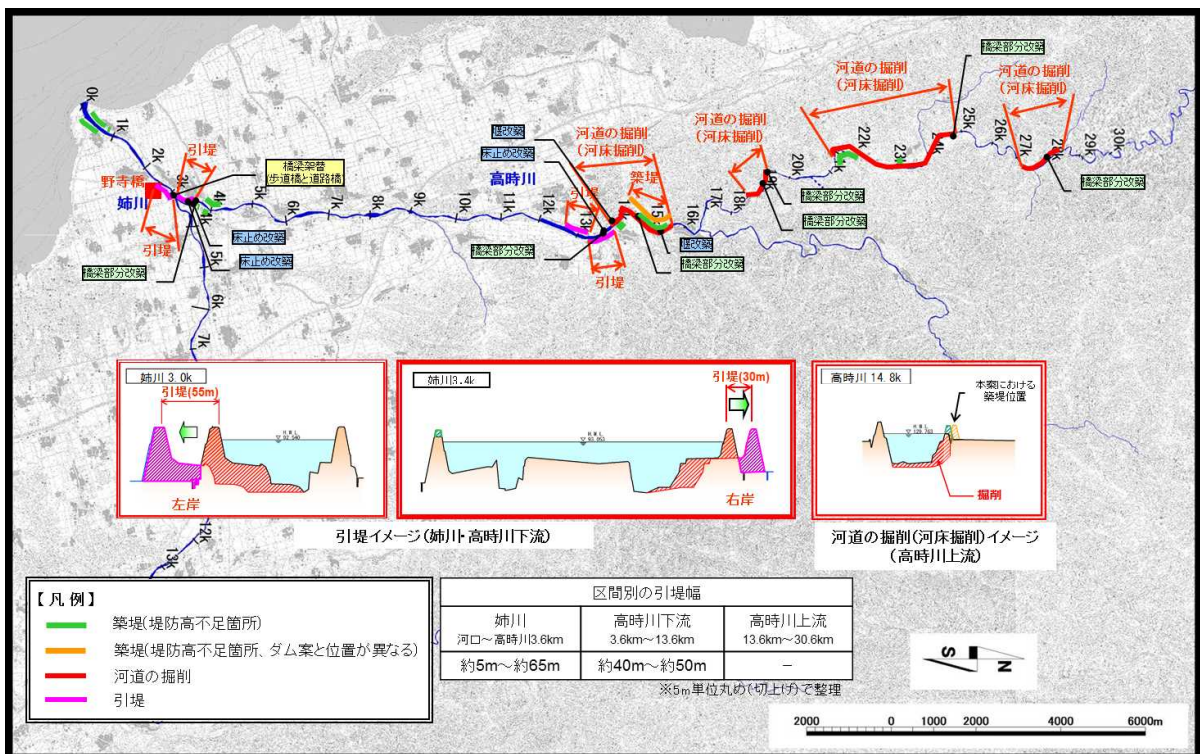 橋梁部分改築
河道の掘削
(河床掘削)
河道の掘削
(河床掘削)
河道の掘削
(河床掘削)
河道の掘削
(河床掘削)
堰改築
床止め改築
高時川
築堤
引堤
引堤
引堤
橋梁架替
(歩道橋と道路橋)
野寺橋
姉川
引堤
引堤
床止め改築
床止め改築
橋梁部分改築
橋梁部分改築
堰改築
橋梁部分改築
橋梁部分改築
橋梁部分改築
橋梁部分改築
0k
1k
2k
3k
4k
5k
6k
7k
8k
9k
10k
11k
12k
13k
15k
16k
17k
18k
19k
20k
22k
23k
24k
25k
26k
27k
29k
30k
4k
5k
6k
7k
12k
13k
姉川 3.0k
引堤(55m)
H.W.L
左岸
姉川3.4k
引堤(30m)
H.W.L
右岸
高時川 14.8k
本案における
築堤位置
H.W.L
掘削
引堤イメージ(姉川・高時川下流)
河道の掘削(河床掘削)イメージ
(高時川上流)
【凡例】
築堤(堤防高不足箇所)
築堤(堤防高不足箇所、ダム案と位置が異なる)
河道の掘削
引堤
区間別の引堤幅
姉川 高時川下流 高時川上流
河口～高時川3.6km 3.6km～13.6km 13.6km～30.6km
約5m～約65m 約40m～約50m －
※5m単位丸め(切上げ)で整理
S N
2000 0 1000 2000 4000 6000m